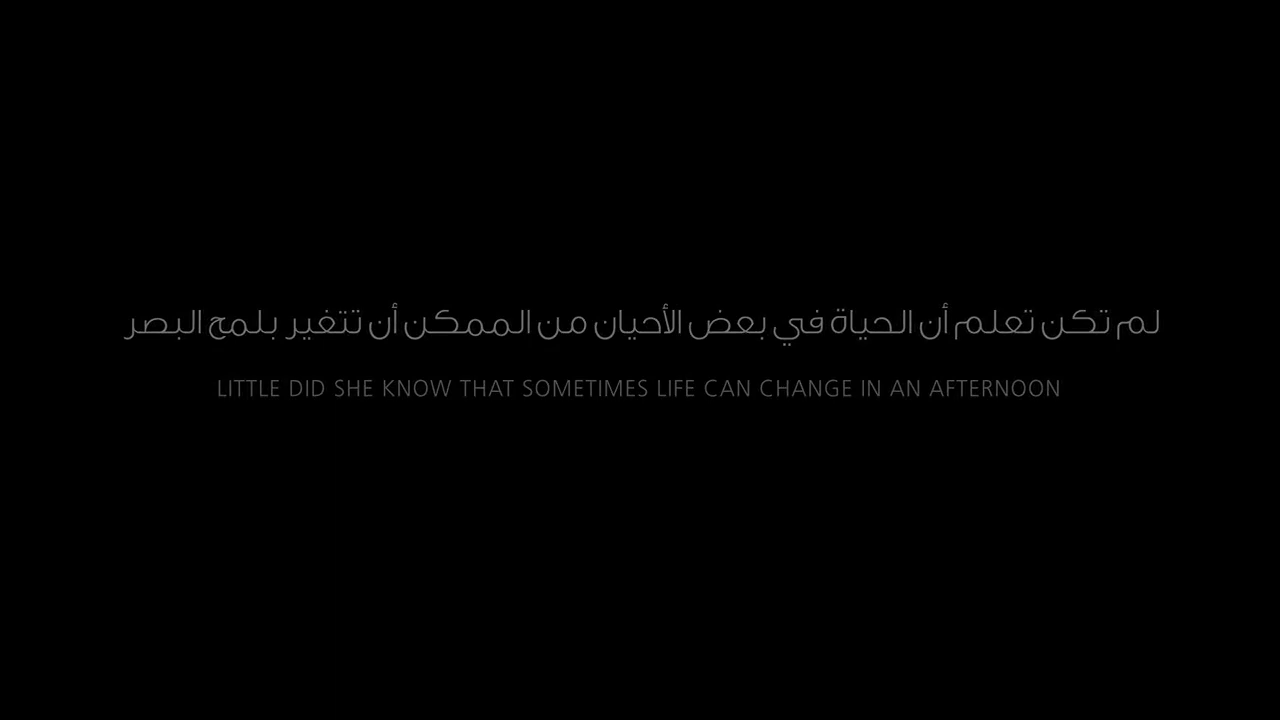 لم تكن تعلم أن الحياة في بعض الأحيان من الممكن أن تتغير بلمح البصر
LITTLE DID SHE KNOW THAT SOMETIMES LIFE CAN CHANGE IN AN AFTERNOON